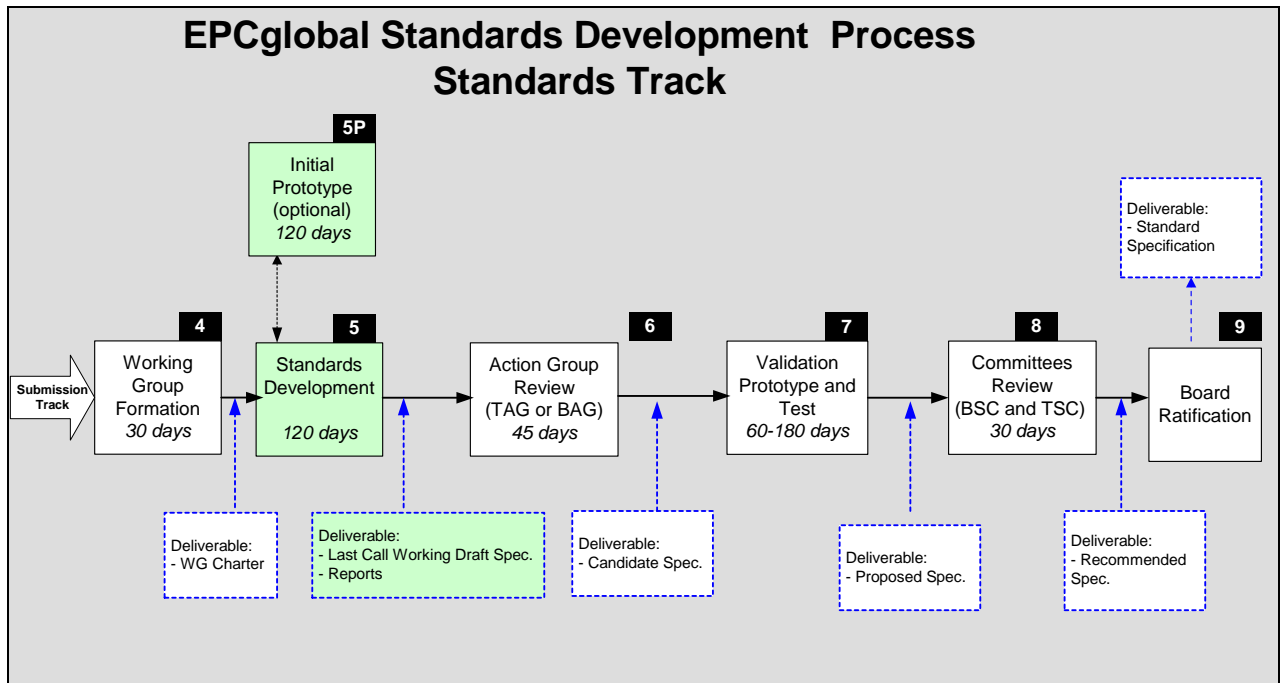 EPCglobal Standards Development Process
Standards Track
5P
Initial
Prototype
(optional)
120 days
Deliverable:
- Standard
Specification
Submission
Track
4
Working
Group
Formation
30 days
5
Standards
Development
120 days
6
Action Group
Review
(TAG or BAG)
45 days
7
Validation
Prototype and
Test
60-180 days
8
Committees
Review
(BSC and TSC)
30 days
9
Board
Ratification
Deliverable:
- WG Charter
Deliverable:
- Last Call Working Draft Spec.
- Reports
Deliverable:
- Candidate Spec.
Deliverable:
- Proposed Spec.
Deliverable:
- Recommended
Spec.